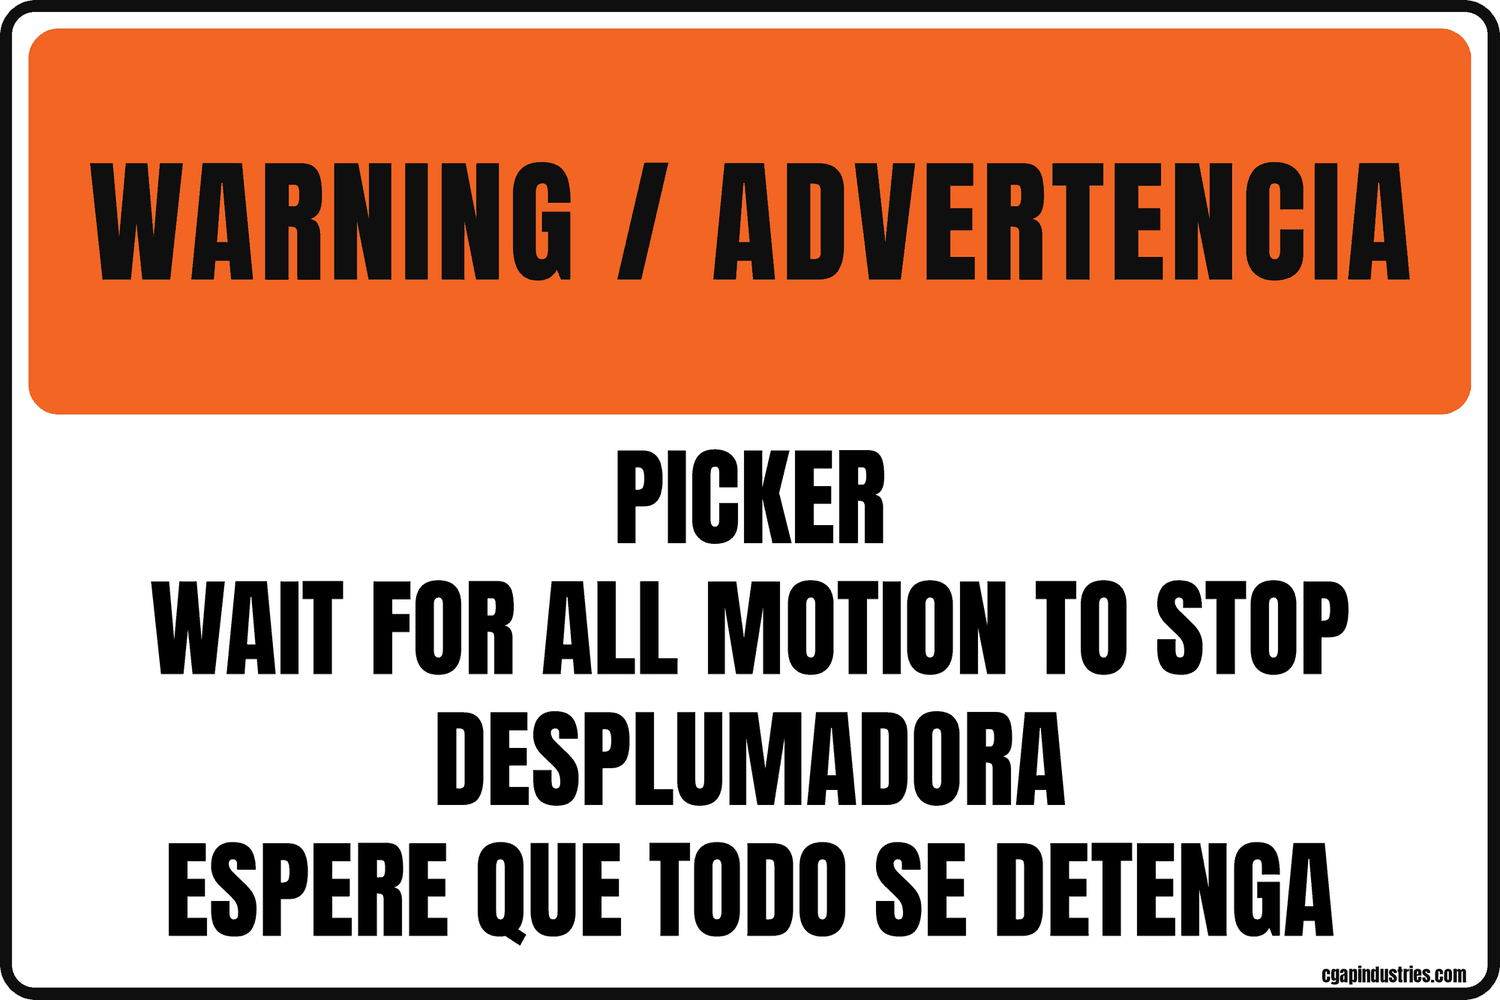 WARNING / ADVERTENCIA
PICKER
WAIT FOR ALL MOTION TO STOP
DESPLUMADORA
ESPERE QUE TODO SE DETENGA
cgapindustries.com